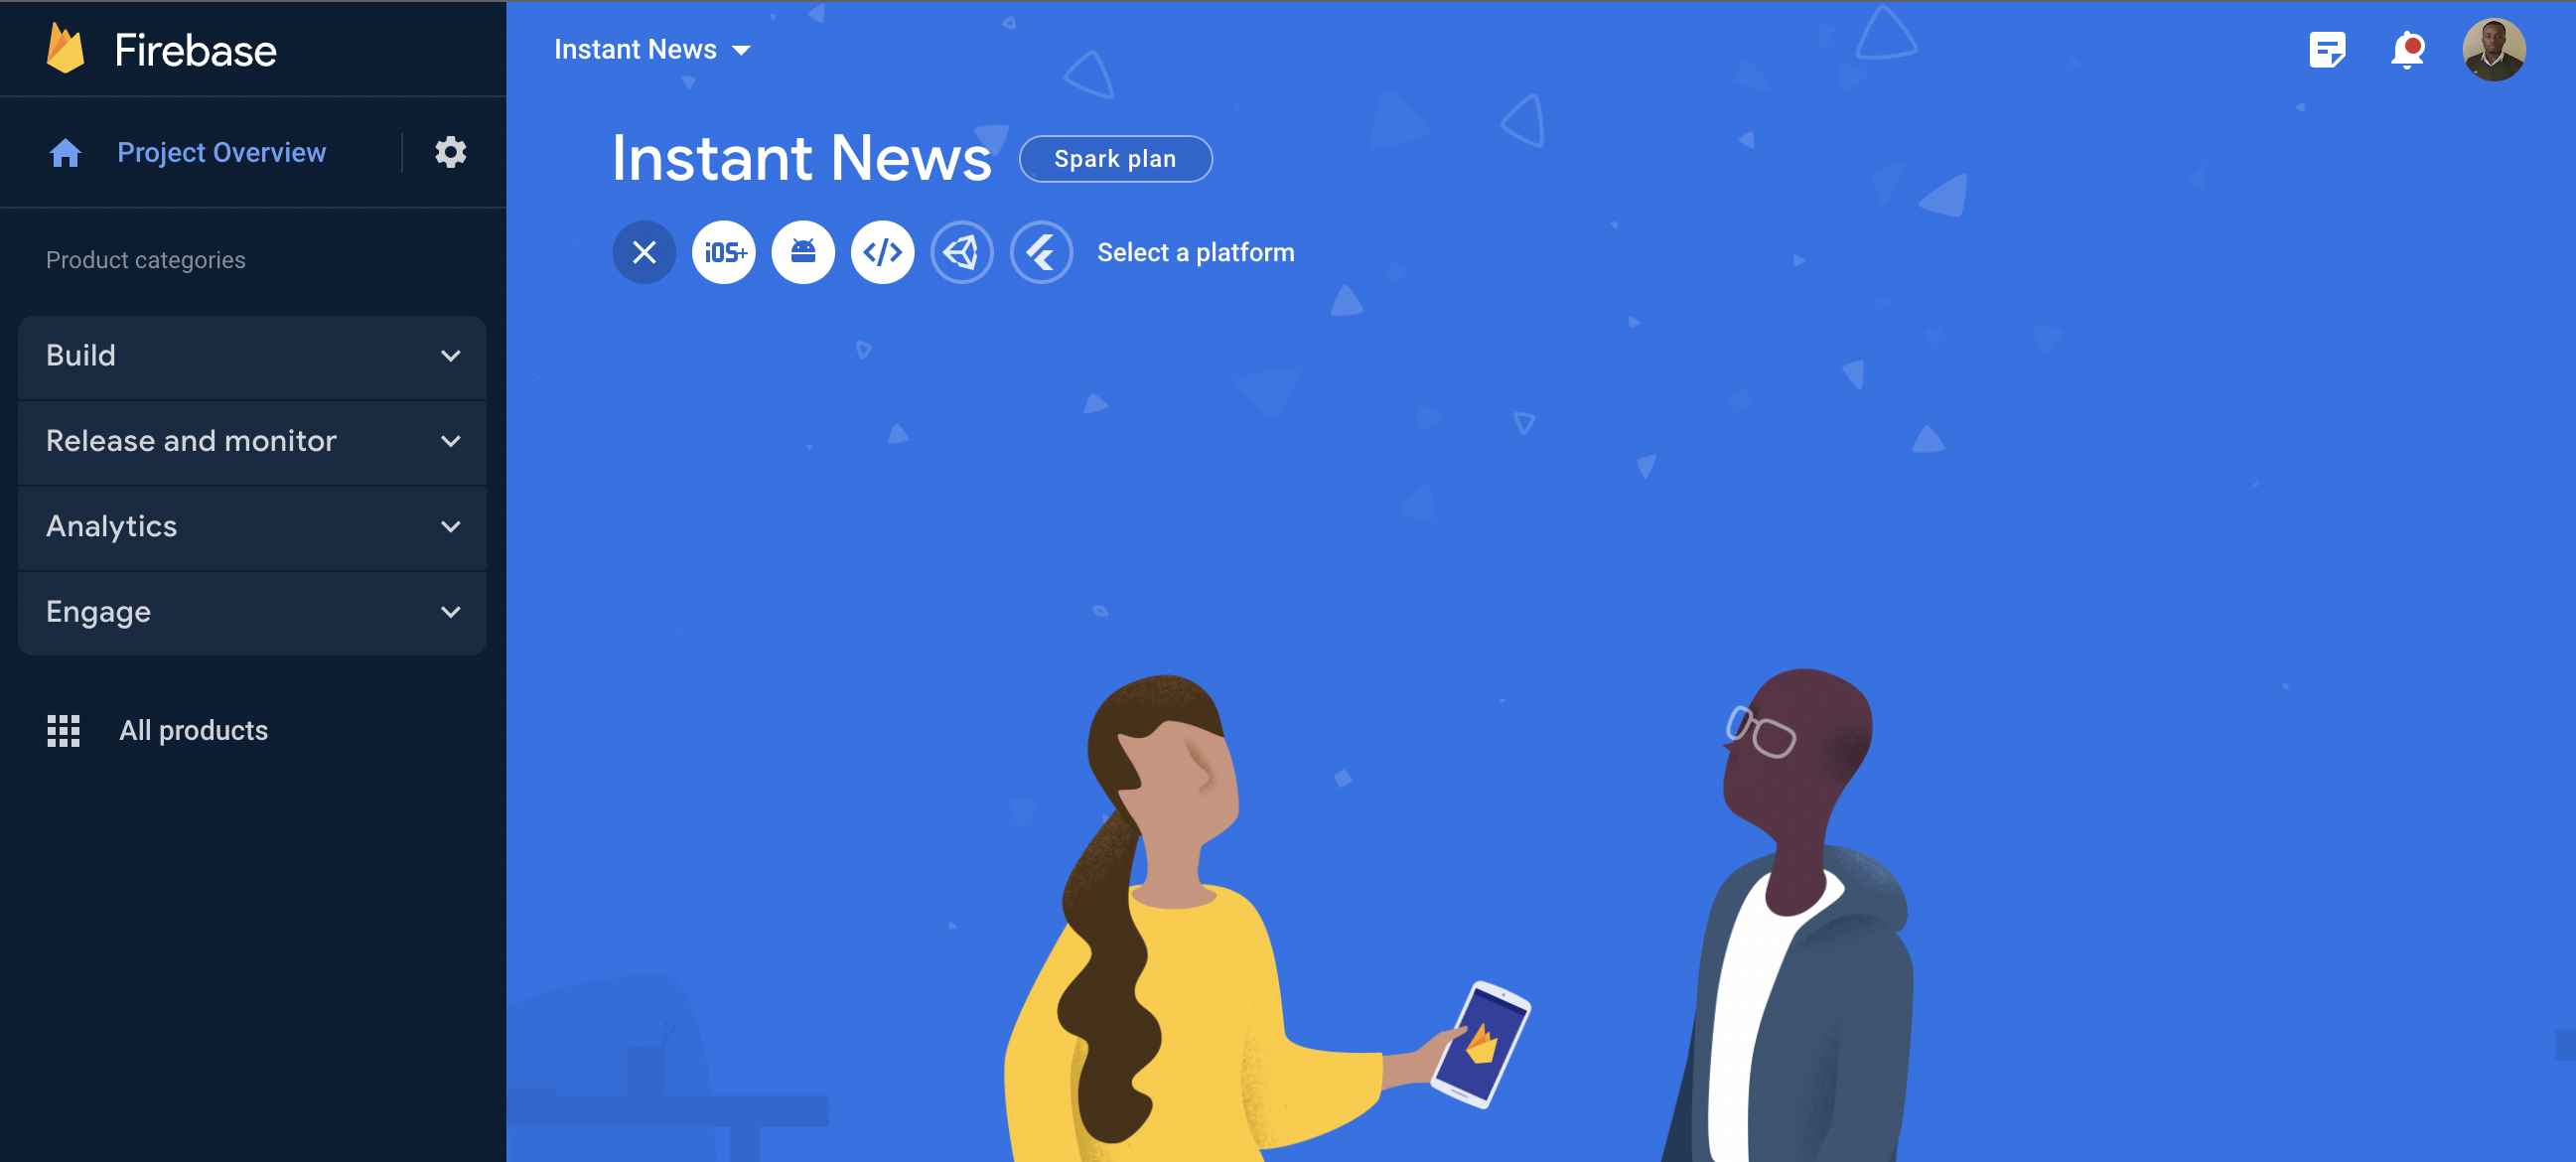 Firebase
Project Overview
Product categories
Build
Release and monitor
Analytics
Engage
All products
Instant News
Instant News
Spark plan
iOS+
</>
Select a platform